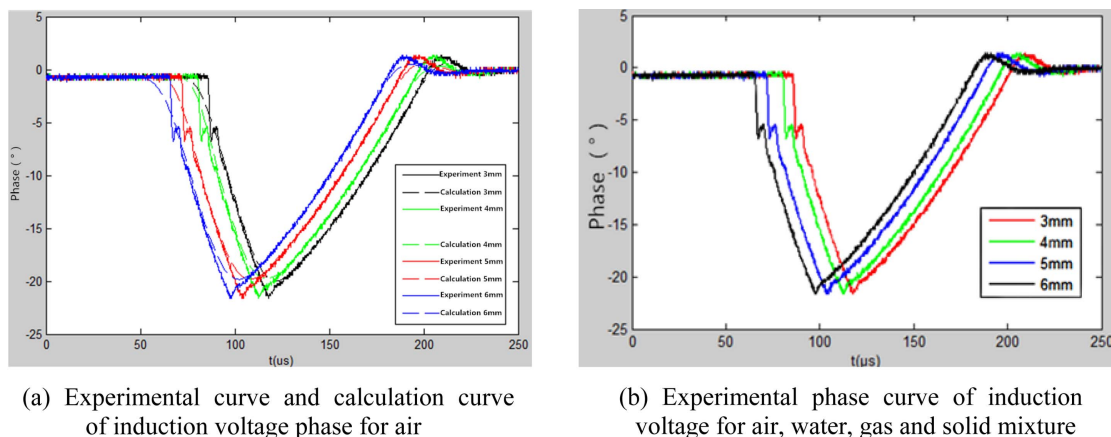 5
0
-5
-10
-15
-20
-25
Phase (°)
0
50
100
150
200
250
t(us)
Experiment 3mm
Calculation 3mm
Experiment 4mm
Calculation 4mm
Experiment 5mm
Calculation 5mm
Experiment 6mm
Calculation 6mm
(a) Experimental curve and calculation curve
of induction voltage phase for air
5
0
-5
-10
-15
-20
-25
Phase (°)
0
50
100
150
200
250
t(μs)
3mm
4mm
5mm
6mm
(b) Experimental phase curve of induction
voltage for air, water, gas and solid mixture